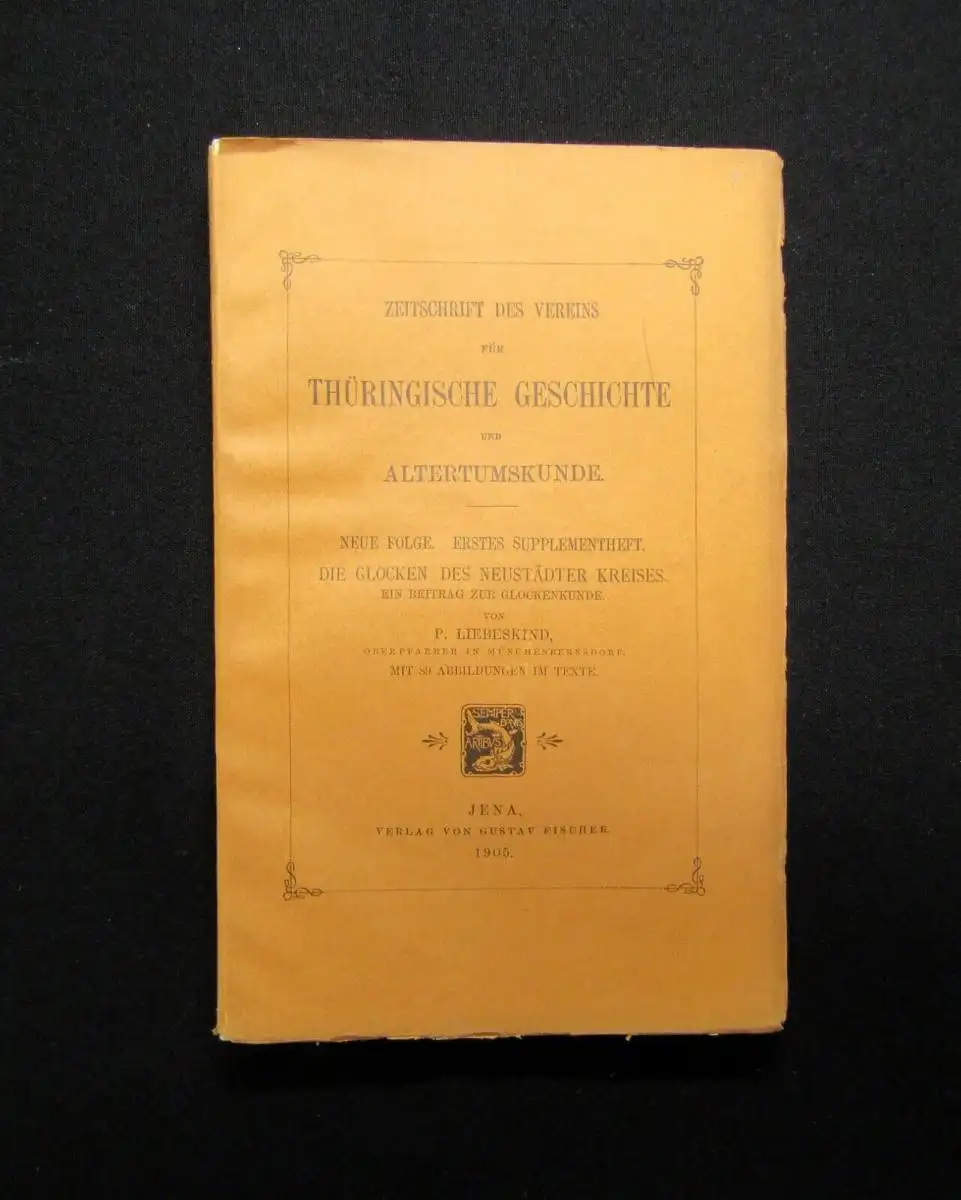 ZEITSCHRIFT DES VEREINS
FÜR
THÜRINGISCHE GESCHICHTE
UND
ALTERTUMSKUNDE.
NEUE FOLGE. ERSTES SUPPLEMENTHEFT.
DIE GLOCKEN DES NEUSTÄDTER KREISES.
EIN BEITRAG ZUR GLOCKENKUNDE.
VON
P. LIEBESKIND,
OBERPFARRER IN MÜNCHENBERNSDORF.
MIT 89 ABBILDUNGEN IM TEXTE.
SEMPER
BONIS
ARTIBVS
JENA,
VERLAG VON GUSTAV FISCHER.
1905.